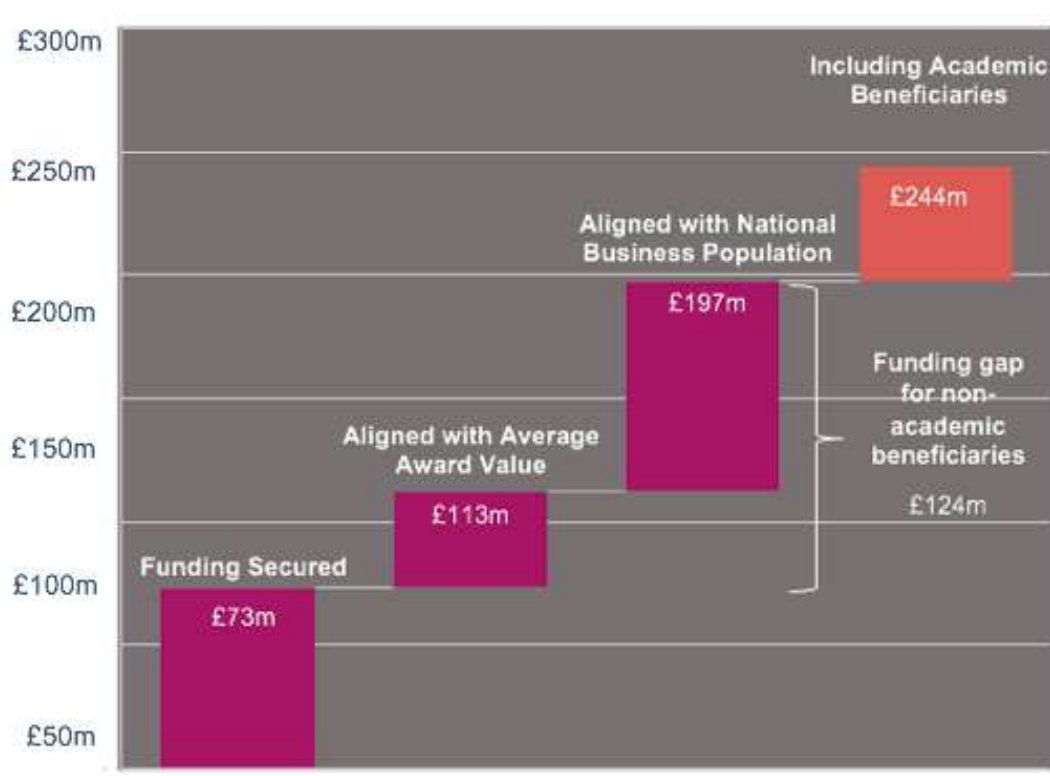 £300m
£250m
£200m
£150m
£100m
£50m
Including Academic
Beneficiaries
£244m
Aligned with National
Business Population
£197m
Funding gap
for non-
academic
beneficiaries
£124m
Aligned with Average
Award Value
£113m
Funding Secured
£73m